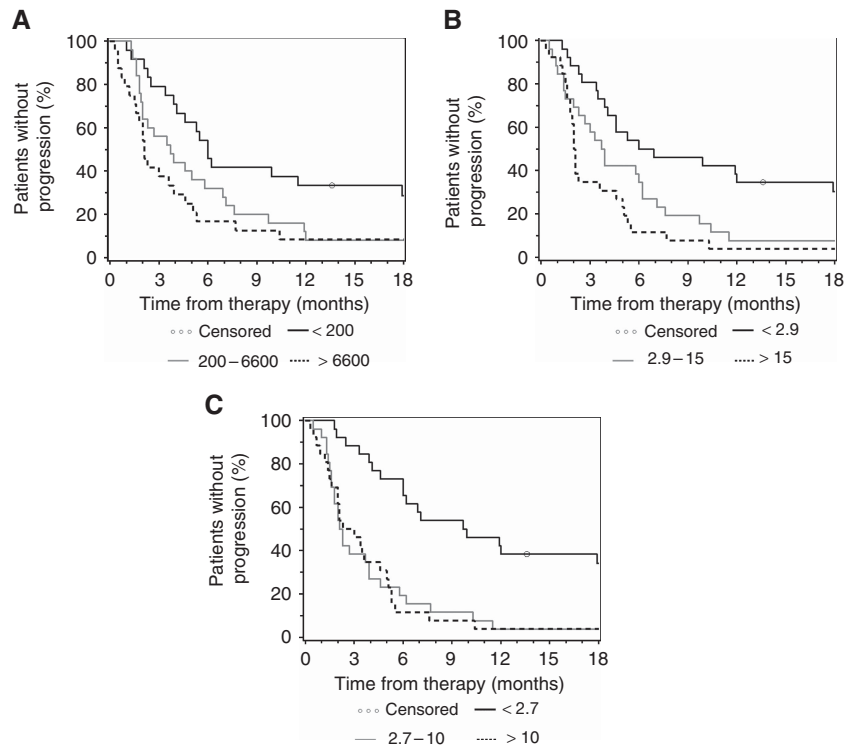 A
Patients without
progression (%)
100
80
60
40
20
0
0 3 6 9 12 15 18
Time from therapy (months)
Censored < 200
200–6600 > 6600
B
Patients without
progression (%)
100
80
60
40
20
0
0 3 6 9 12 15 18
Time from therapy (months)
Censored < 2.9
2.9–15 > 15
C
Patients without
progression (%)
100
80
60
40
20
0
0 3 6 9 12 15 18
Time from therapy (months)
Censored < 2.7
2.7–10 > 10